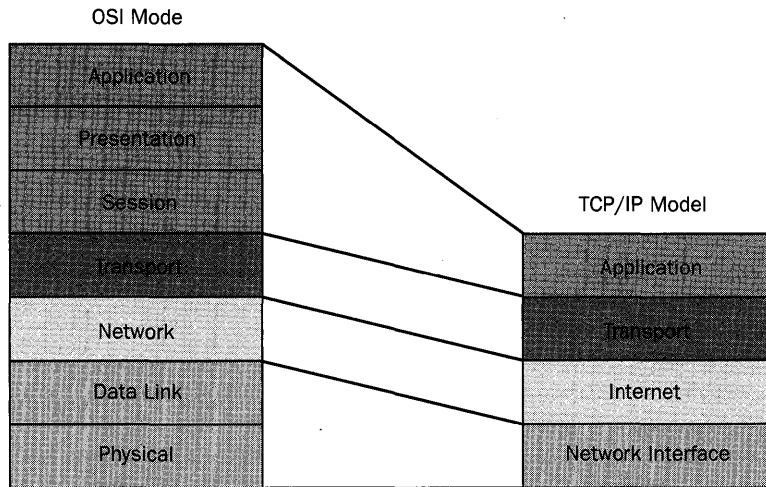 OSI Mode
Application
Presentation
Session
Transport
Network
Data Link
Physical
TCP/IP Model
Application
Transport
Internet
Network Interface